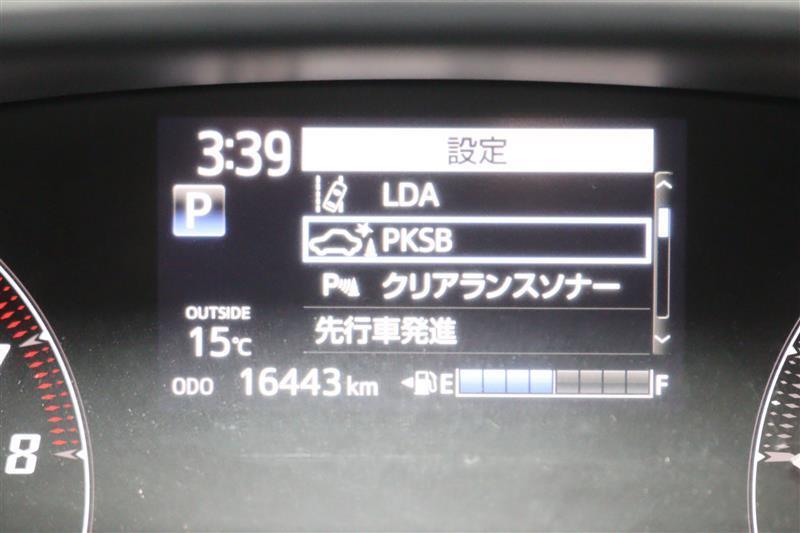 3:39
設定
P
LDA
PKSB
P クリアランスソナー
先行車発進
OUTSIDE
15℃
ODO 16443 km
E F
8